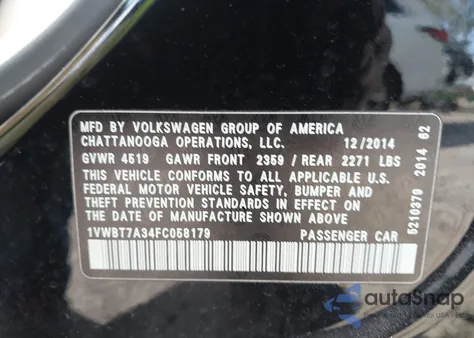 MFD BY VOLKSWAGEN GROUP OF AMERICA
CHATTANOOGA OPERATIONS, LLC. 12/2014
GVWR 4519 GAWR FRONT 2359 / REAR 2271 LBS
THIS VEHICLE CONFORMS TO ALL APPLICABLE U.S.
FEDERAL MOTOR VEHICLE SAFETY, BUMPER AND
THEFT PREVENTION STANDARDS IN EFFECT ON THE
DATE OF MANUFACTURE SHOWN ABOVE
1VWBT7A34FC058179 PASSENGER CAR
5210379 2014 62
autoSnap